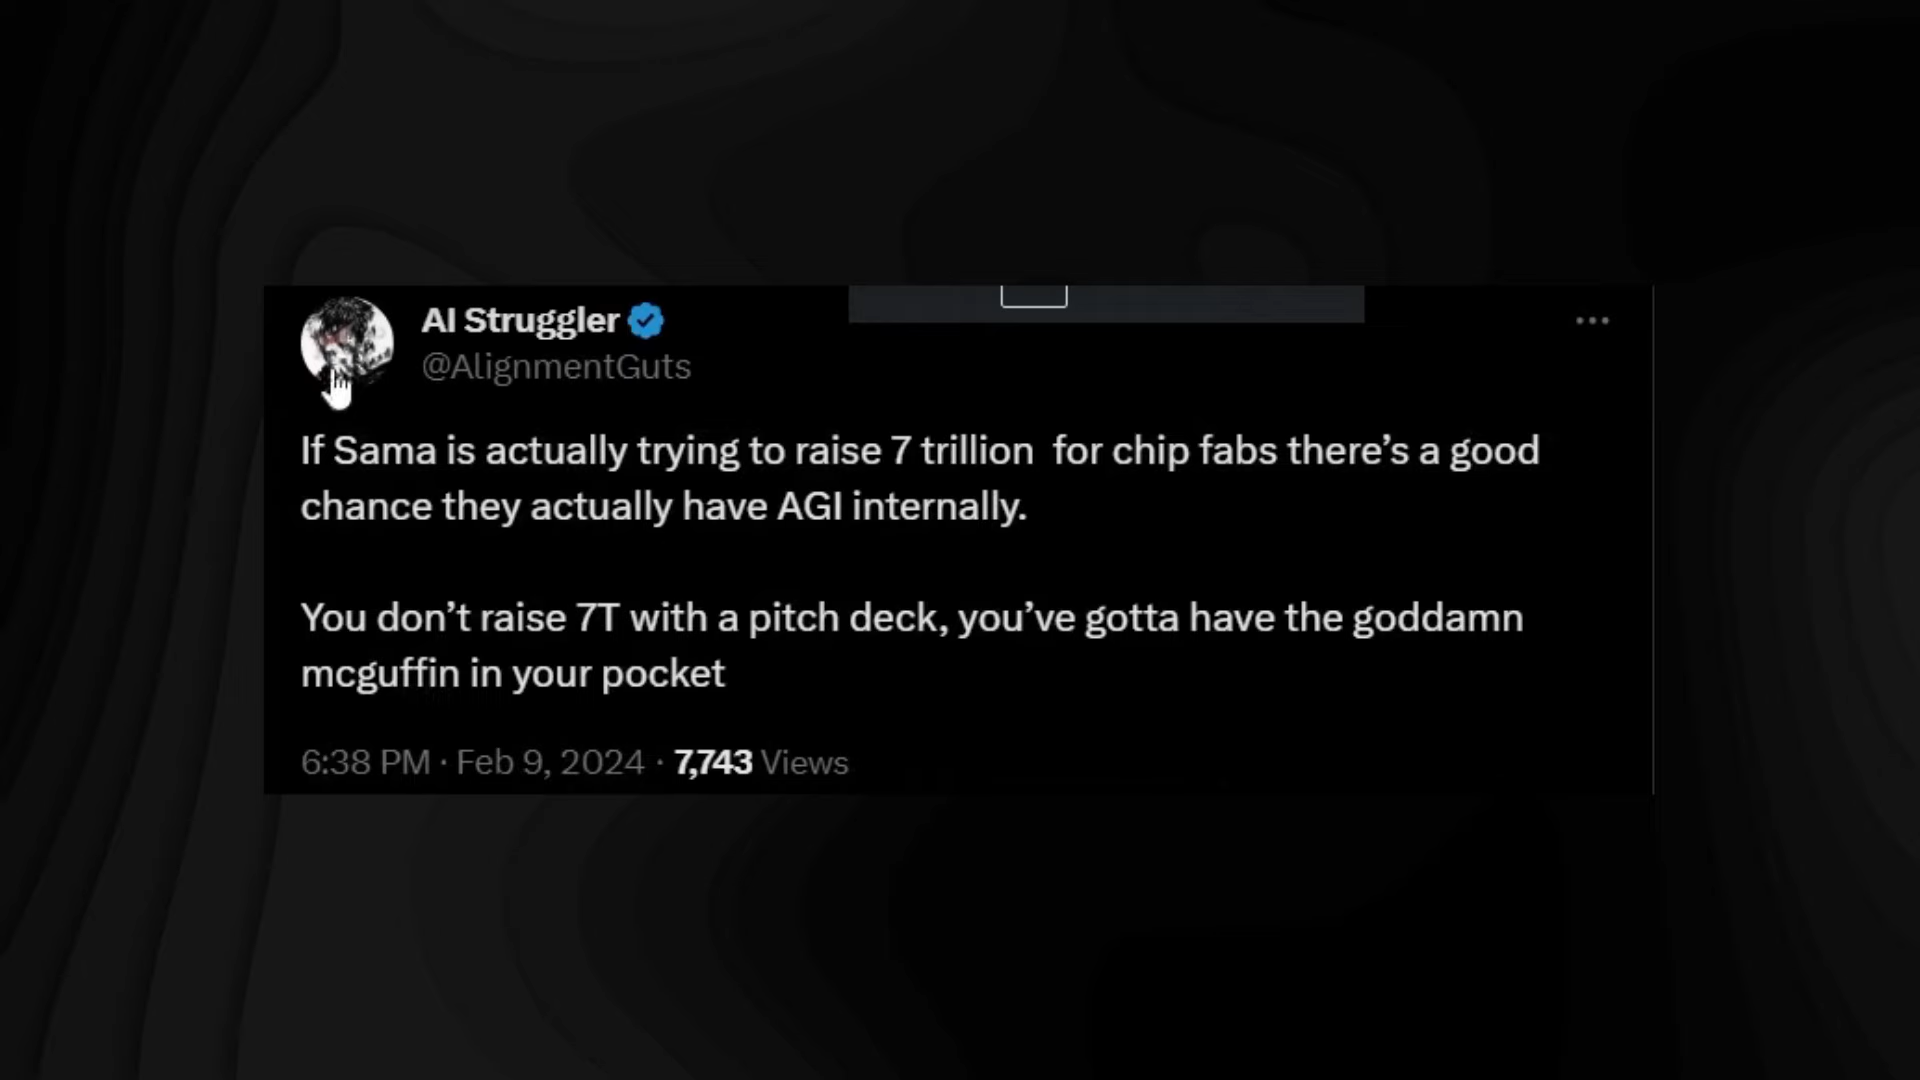 AI Struggler
@AlignmentGuts
If Sama is actually trying to raise 7 trillion  for chip fabs there’s a good
chance they actually have AGI internally.
You don’t raise 7T with a pitch deck, you’ve gotta have the goddamn
mcguffin in your pocket
6:38 PM · Feb 9, 2024 · 7,743 Views